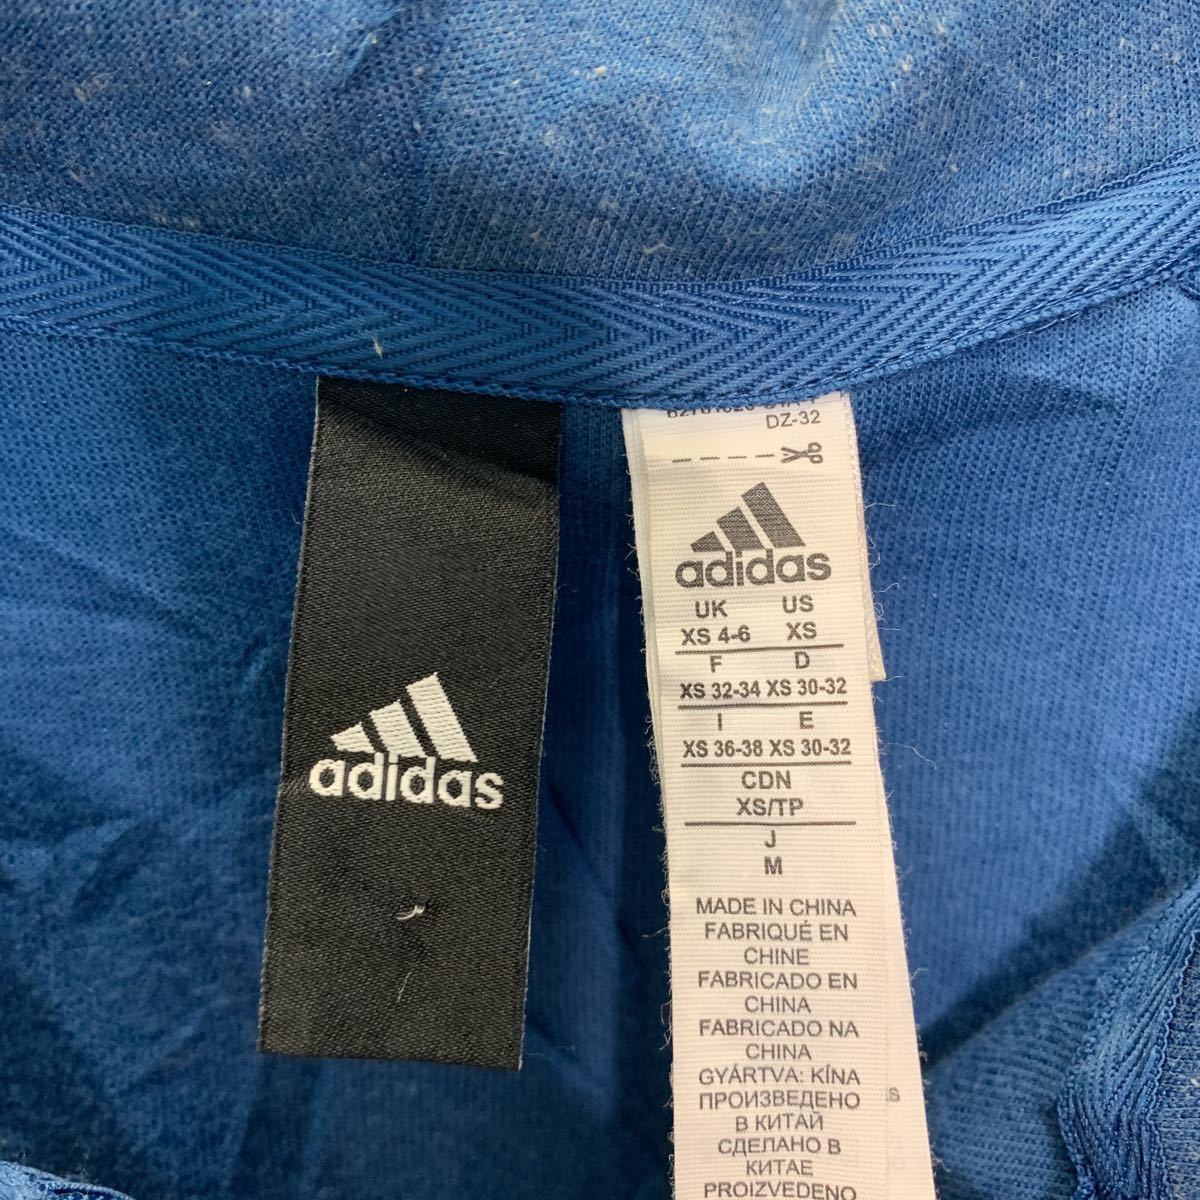 adidas
DZ-32
adidas
UK US
XS 4-6 XS
F D
XS 32-34 XS 30-32
I E
XS 36-38 XS 30-32
CDN
XS/TP
J
M
MADE IN CHINA
FABRIQUÉ EN
CHINE
FABRICADO EN
CHINA
FABRICADO NA
CHINA
GYÁRTVA: KÍNA
ПРОИЗВЕДЕНО
В КИТАЙ
СДЕЛАНО В
КИТАЕ
PROIZVEDENO